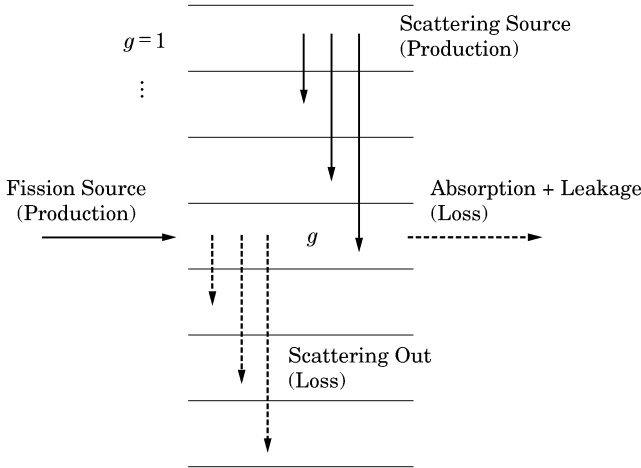 Scattering Source
(Production)
g = 1
⋮
Fission Source
(Production)
Absorption + Leakage
(Loss)
g
Scattering Out
(Loss)